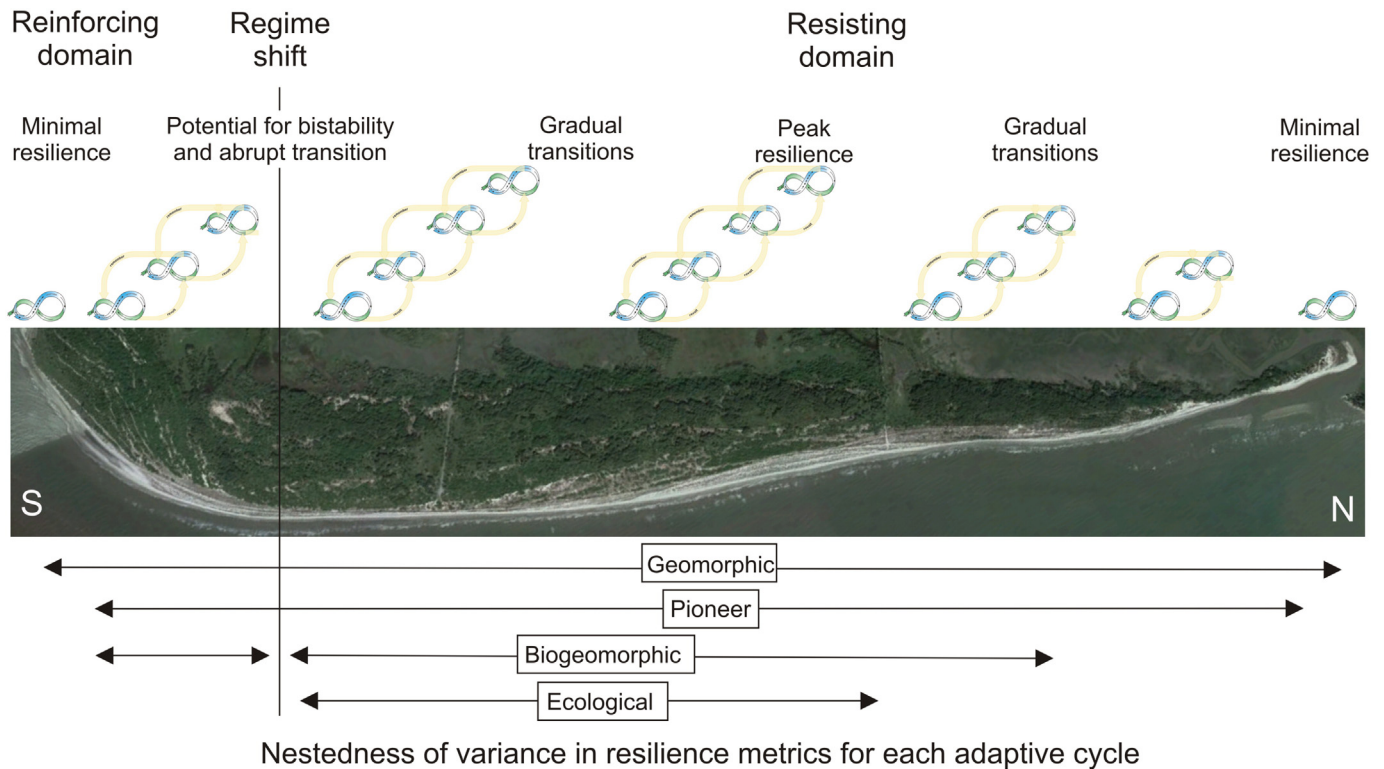 Reinforcing
domain
Regime
shift
Resisting
domain
Minimal
resilience
Potential for bistability
and abrupt transition
Gradual
transitions
Peak
resilience
Gradual
transitions
Minimal
resilience
S
N
Geomorphic
Pioneer
Biogeomorphic
Ecological
Nestedness of variance in resilience metrics for each adaptive cycle